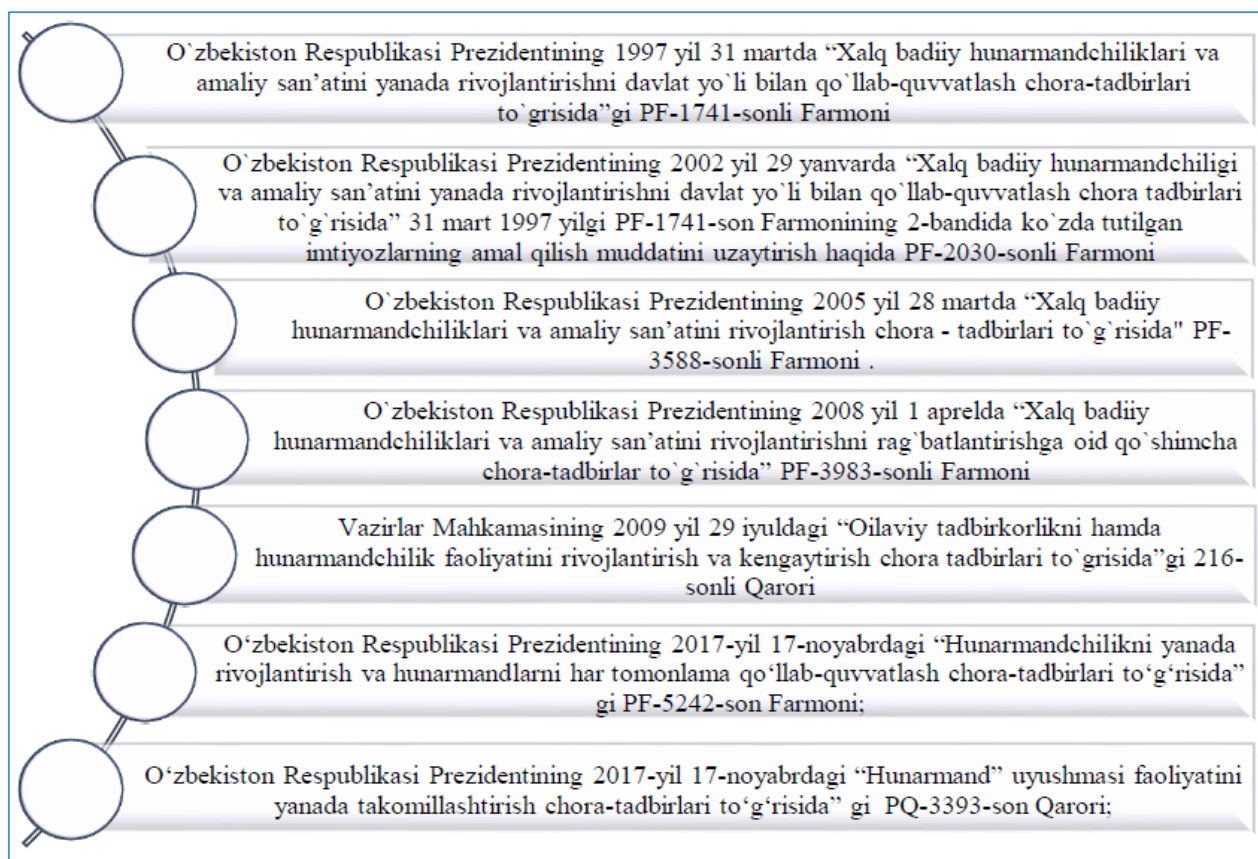 O`zbekiston Respublikasi Prezidentining 1997 yil 31 martda “Xalq badiiy hunarmandchiliklari va
amaliy san’atini yanada rivojlantirishni davlat yo`li bilan qo`llab-quvvatlash chora-tadbirlari
to`grisida”gi PF-1741-sonli Farmoni
O`zbekiston Respublikasi Prezidentining 2002 yil 29 yanvarda “Xalq badiiy hunarmandchiligi
va amaliy san’atini yanada rivojlantirishni davlat yo`li bilan qo`llab-quvvatlash chora tadbirlari
to`g`risida” 31 mart 1997 yilgi PF-1741-son Farmonining 2-bandida ko`zda tutilgan
imtiyozlarning amal qilish muddatini uzaytirish haqida PF-2030-sonli Farmoni
O`zbekiston Respublikasi Prezidentining 2005 yil 28 martda “Xalq badiiy
hunarmandchiliklari va amaliy san’atini rivojlantirish chora - tadbirlari to`g`risida" PF-
3588-sonli Farmoni .
O`zbekiston Respublikasi Prezidentining 2008 yil 1 aprelda “Xalq badiiy
hunarmandchiliklari va amaliy san’atini rivojlantirishni rag`batlantirishga oid qo`shimcha
chora-tadbirlar to`g`risida” PF-3983-sonli Farmoni
Vazirlar Mahkamasining 2009 yil 29 iyuldagi “Oilaviy tadbirkorlikni hamda
hunarmandchilik faoliyatini rivojlantirish va kengaytirish chora tadbirlari to`grisida”gi 216-
sonli Qarori
O‘zbekiston Respublikasi Prezidentining 2017-yil 17-noyabrdagi “Hunarmandchilikni yanada
rivojlantirish va hunarmandlarni har tomonlama qo‘llab-quvvatlash chora-tadbirlari to‘g‘risida”
gi PF-5242-son Farmoni;
O‘zbekiston Respublikasi Prezidentining 2017-yil 17-noyabrdagi “Hunarmand” uyushmasi faoliyatini
yanada takomillashtirish chora-tadbirlari to‘g‘risida” gi  PQ-3393-son Qarori;